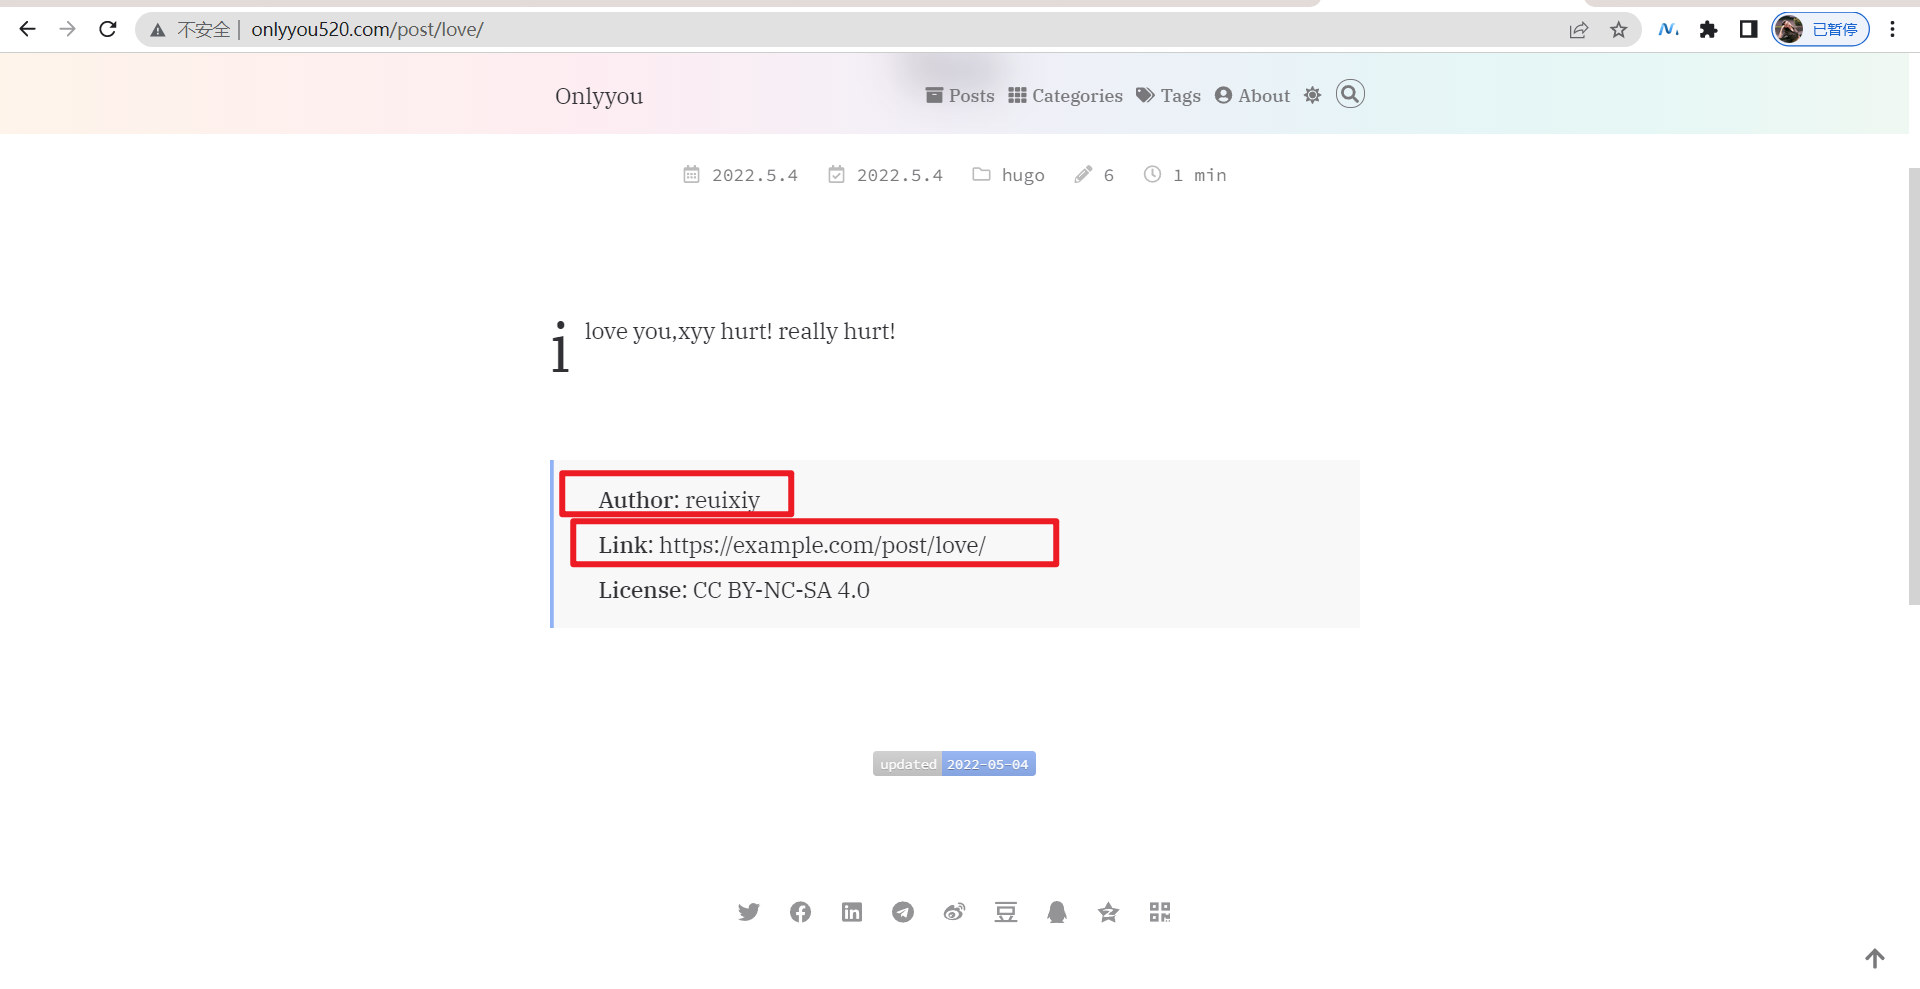 不安全 | onlyyou520.com/post/love/
已暂停
Onlyyou
Posts Categories Tags About
2022.5.4 2022.5.4 hugo 6 1 min
i love you,xyy hurt! really hurt!
Author: reuixiy
Link: https://example.com/post/love/
License: CC BY-NC-SA 4.0
updated 2022-05-04